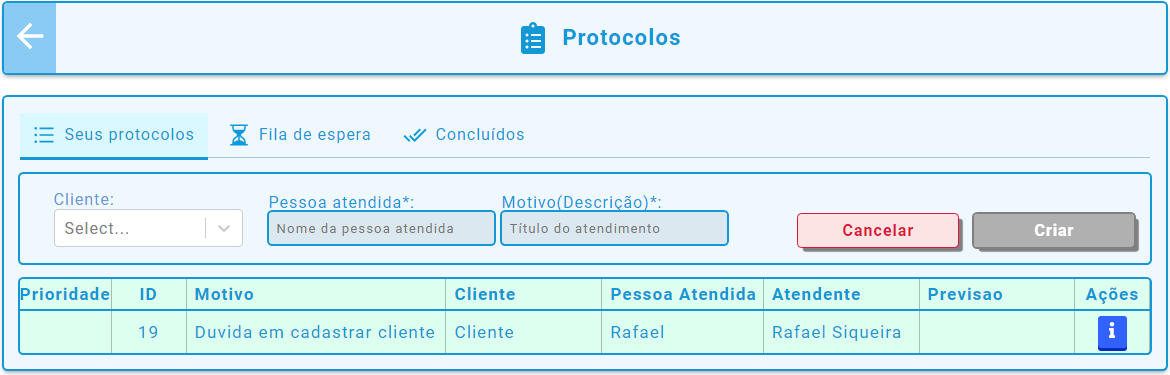 Protocolos
Seus protocolos Fila de espera Concluídos
Cliente: Pessoa atendida*: Motivo(Descrição)*:
Select... Nome da pessoa atendida Título do atendimento Cancelar Criar
Prioridade ID Motivo Cliente Pessoa Atendida Atendente Previsao Ações
19 Duvida em cadastrar cliente Cliente Rafael Rafael Siqueira i